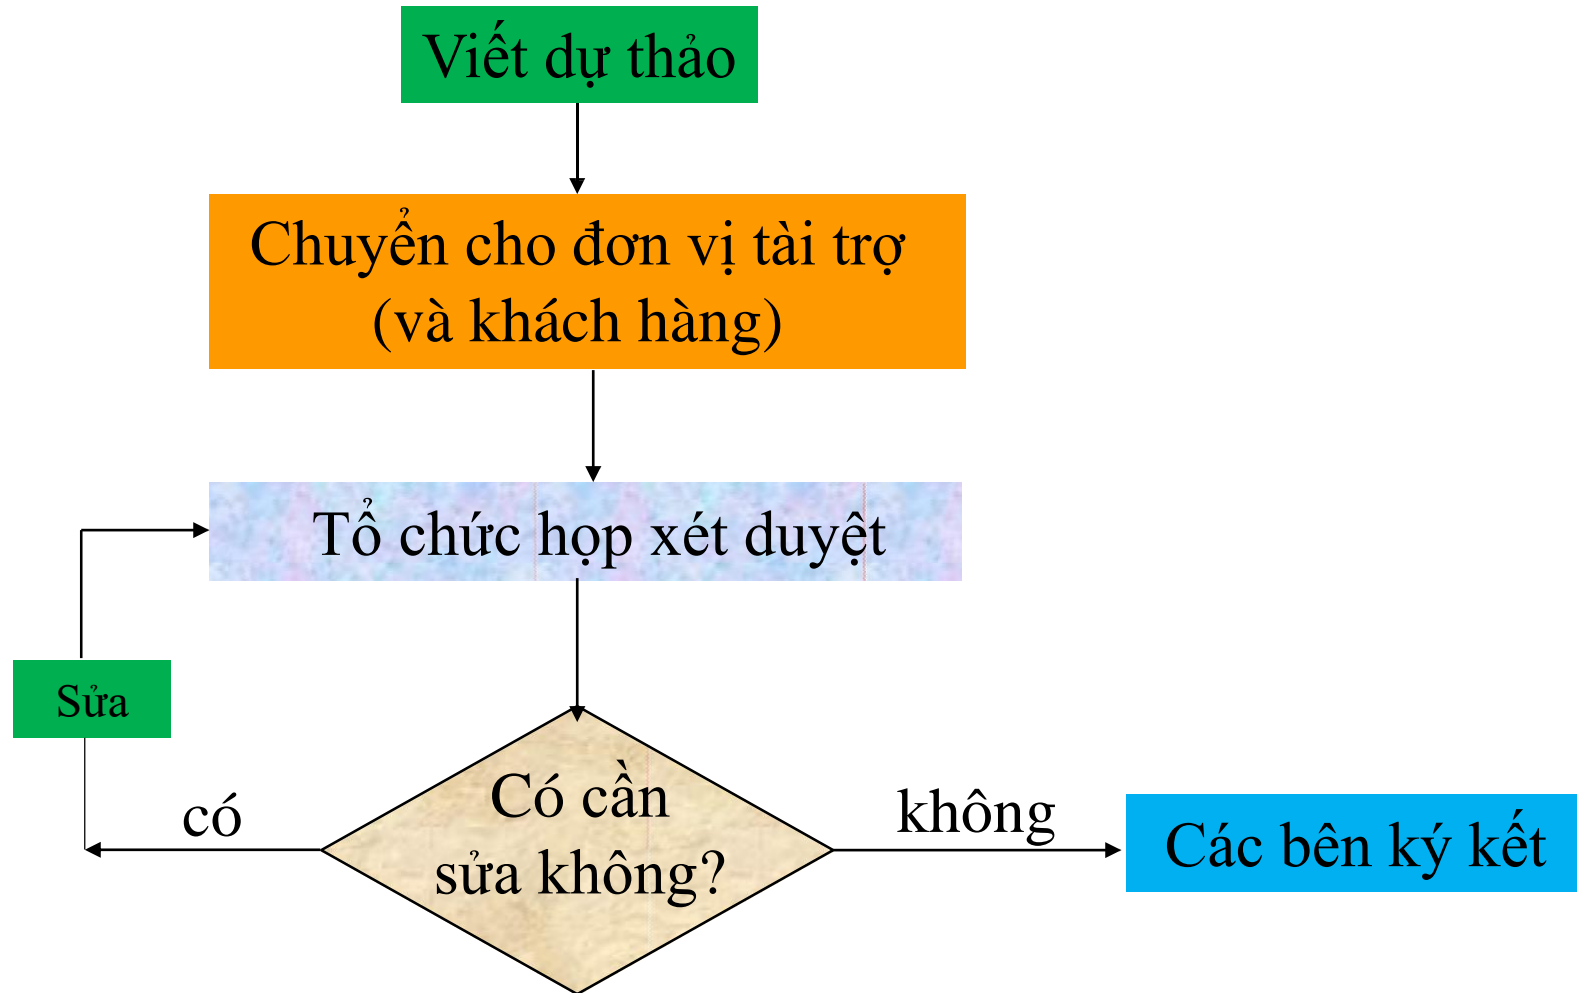 Viết dự thảo
Chuyển cho đơn vị tài trợ
(và khách hàng)
Tổ chức họp xét duyệt
Sửa
có
Có cần
sửa không?
không
Các bên ký kết